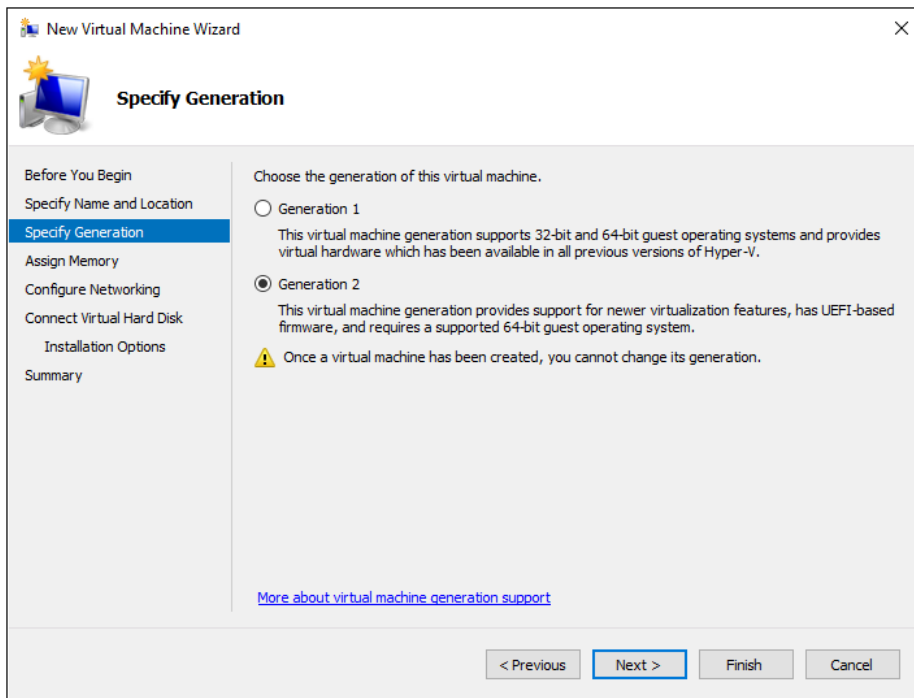 New Virtual Machine Wizard
Specify Generation
Before You Begin
Specify Name and Location
Specify Generation
Assign Memory
Configure Networking
Connect Virtual Hard Disk
Installation Options
Summary
Choose the generation of this virtual machine.
Generation 1
This virtual machine generation supports 32-bit and 64-bit guest operating systems and provides
virtual hardware which has been available in all previous versions of Hyper-V.
Generation 2
This virtual machine generation provides support for newer virtualization features, has UEFI-based
firmware, and requires a supported 64-bit guest operating system.
Once a virtual machine has been created, you cannot change its generation.
More about virtual machine generation support
< Previous
Next >
Finish
Cancel